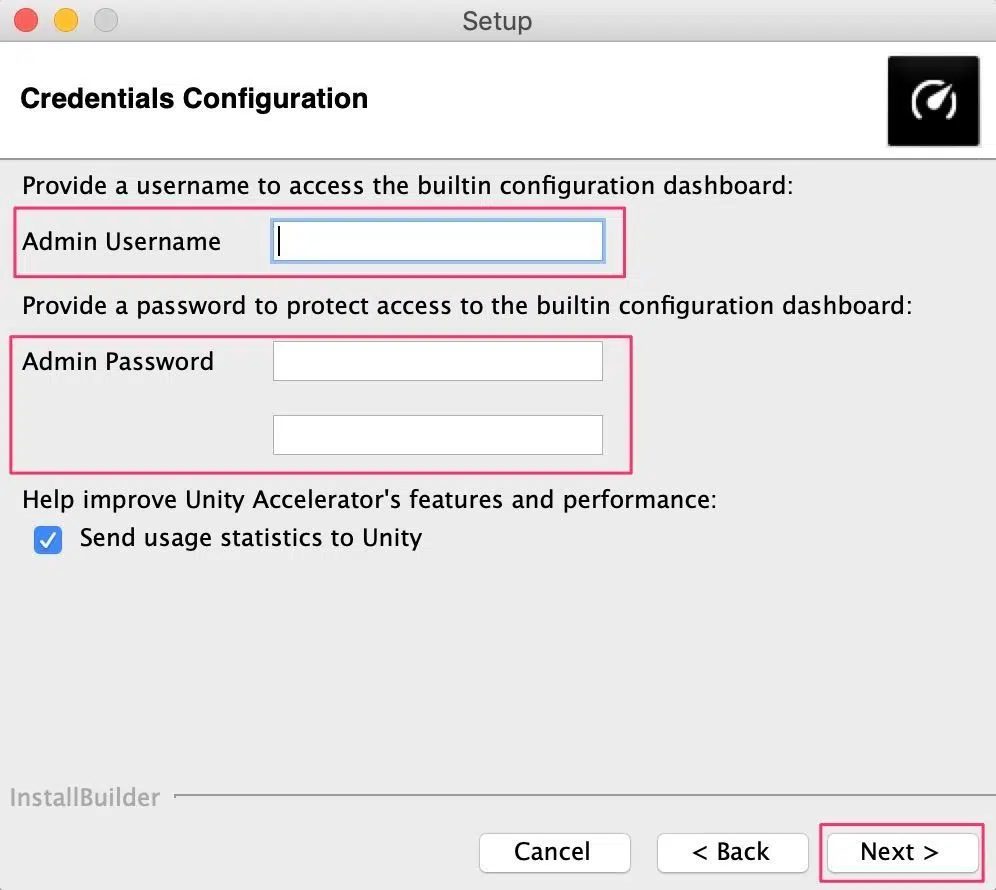 Setup
Credentials Configuration
Provide a username to access the builtin configuration dashboard:
Admin Username
Provide a password to protect access to the builtin configuration dashboard:
Admin Password
Help improve Unity Accelerator's features and performance:
Send usage statistics to Unity
InstallBuilder
Cancel < Back Next >